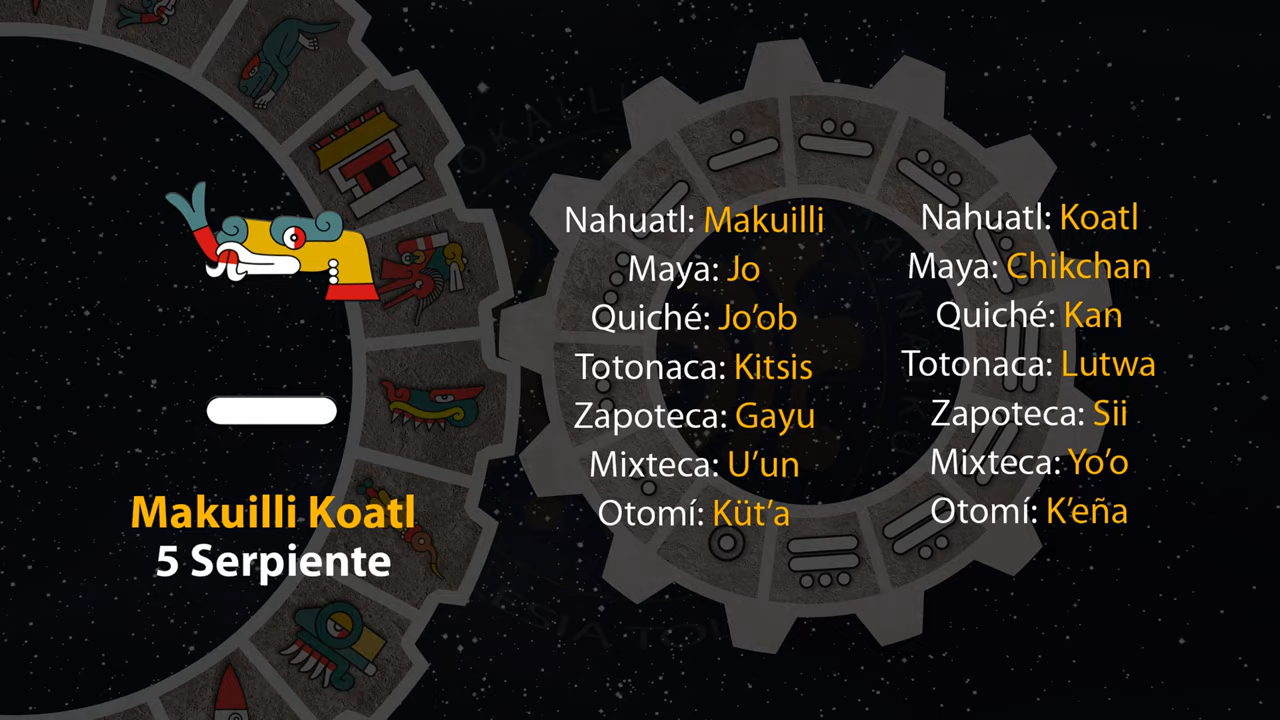 Makuilli Koatl
5 Serpiente
Nahuatl: Makuilli
Maya: Jo
Quiché: Jo’ob
Totonaca: Kitsis
Zapoteca: Gayu
Mixteca: U’un
Otomí: Küt’a
Nahuatl: Koatl
Maya: Chikchan
Quiché: Kan
Totonaca: Lutwa
Zapoteca: Sii
Mixteca: Yo’o
Otomí: K’eña